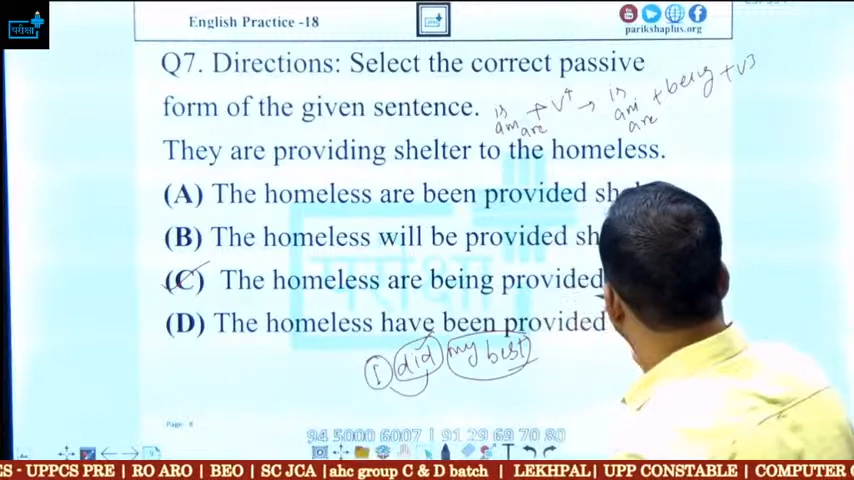 परीक्षा
English Practice -18
parikshaplus.org
Q7. Directions: Select the correct passive
form of the given sentence.
is am are + V⁴ → is am are + being + V3
They are providing shelter to the homeless.
(A) The homeless are been provided
(B) The homeless will be provided
(C) The homeless are being provided
(D) The homeless have been provided
I did my best
Page: 8
94 5000 6007 | 91 29 69 70 80
ES - UPPCS PRE | RO ARO | BEO | SC JCA | ahc group C & D batch | LEKHPAL| UPP CONSTABLE | COMPUTER